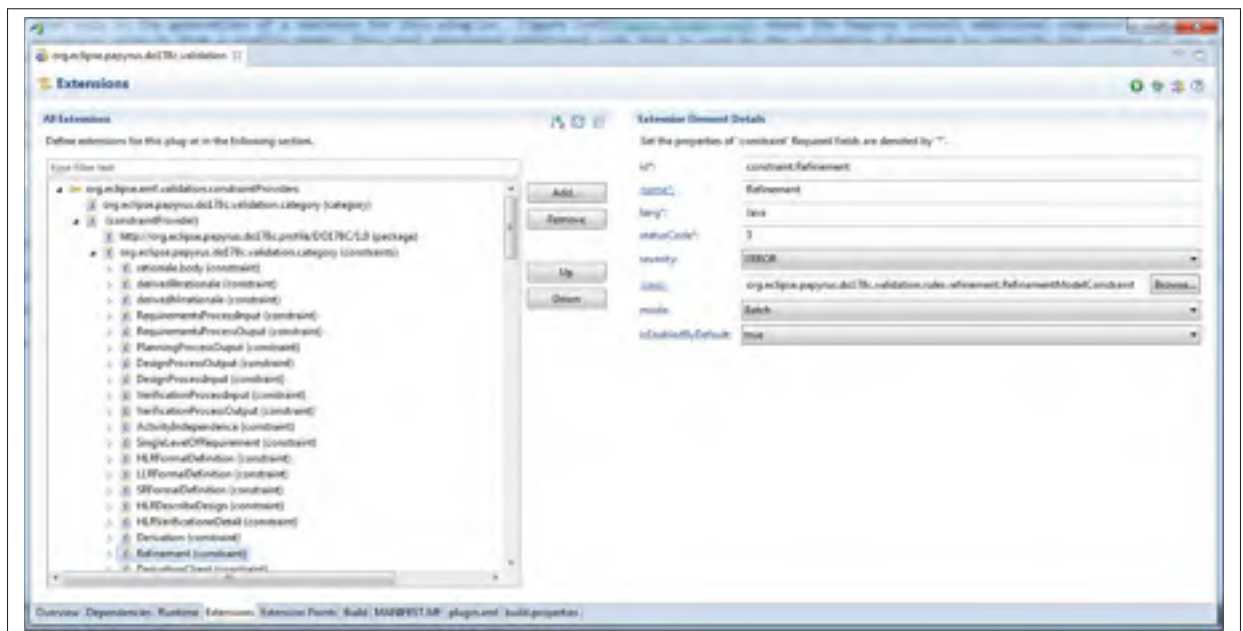 org.eclipse.papyrus.do178c.validation
Extensions
All Extensions
Define extensions for this plug-in in the following section.
type filter text
org.eclipse.emf.validation.constraintProviders
org.eclipse.papyrus.do178c.validation.category (category)
(constraintProvider)
http://org.eclipse.papyrus.do178c.profile/DO178C/1.0 (package)
org.eclipse.papyrus.do178c.validation.category (constraints)
rationale.body (constraint)
(constraint)
(constraint)
RequirementsProcessInput (constraint)
RequirementsProcessOuput (constraint)
PlanningProcessOuput (constraint)
DesignProcessOutput (constraint)
DesignProcessInput (constraint)
VerificationProcessInput (constraint)
VerificationProcessOutput (constraint)
ActivityIndependence (constraint)
SingleLevelOfRequirement (constraint)
HLRFormalDefinition (constraint)
LLRFormalDefinition (constraint)
SRFormalDefinition (constraint)
HLRDescribeDesign (constraint)
HLRVerificationsDetail (constraint)
Derivation (constraint)
Refinement (constraint)
DerivationClient (constraint)
Add...
Remove
Up
Down
Extension Element Details
Set the properties of 'constraint' Required fields are denoted by '*'.
id*: constraint.Refinement
name*: Refinement
lang*: Java
statusCode*: 3
severity: ERROR
class: org.eclipse.papyrus.do178c.validation.rules.refinement.RefinementModelConstraint Browse...
mode: Batch
isEnabledByDefault: true
Overview Dependencies Runtime Extensions Extension Points Build MANIFEST.MF plugin.xml build.properties